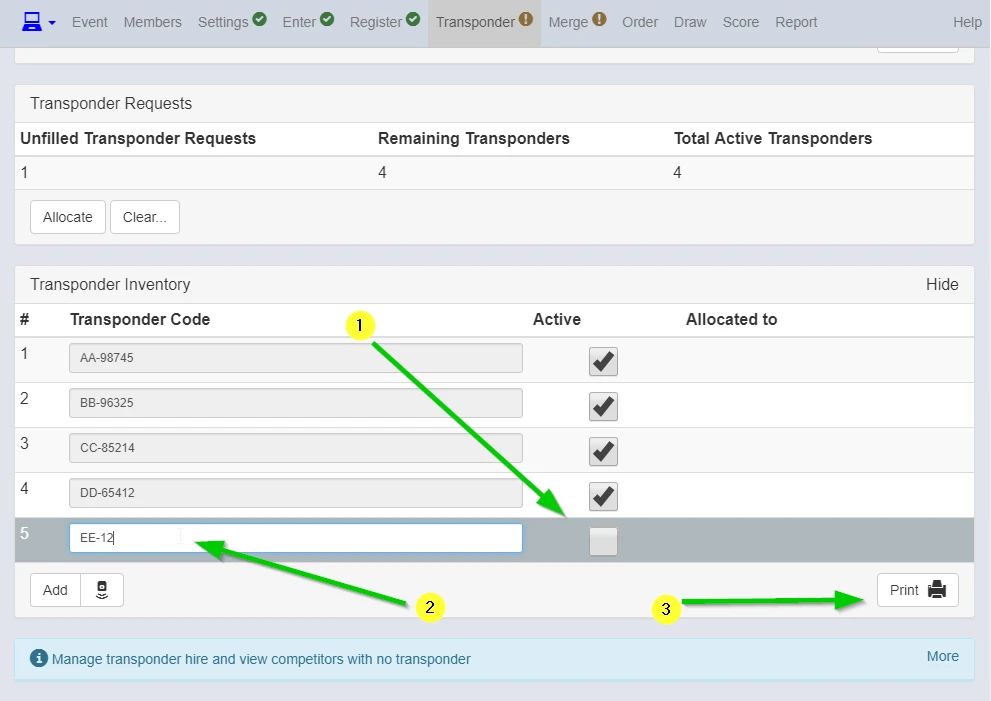 Event Members Settings Enter Register Transporter Merge Order Draw Score Report Help
Transponder Requests
Unfilled Transponder Requests Remaining Transponders Total Active Transponders
1 4 4
Allocate Clear...
Transponder Inventory Hide
# Transponder Code Active Allocated to
1
1 AA-98745
2 BB-96325
3 CC-85214
4 DD-65412
5 EE-12
Add Print
2
3
Manage transponder hire and view competitors with no transponder More